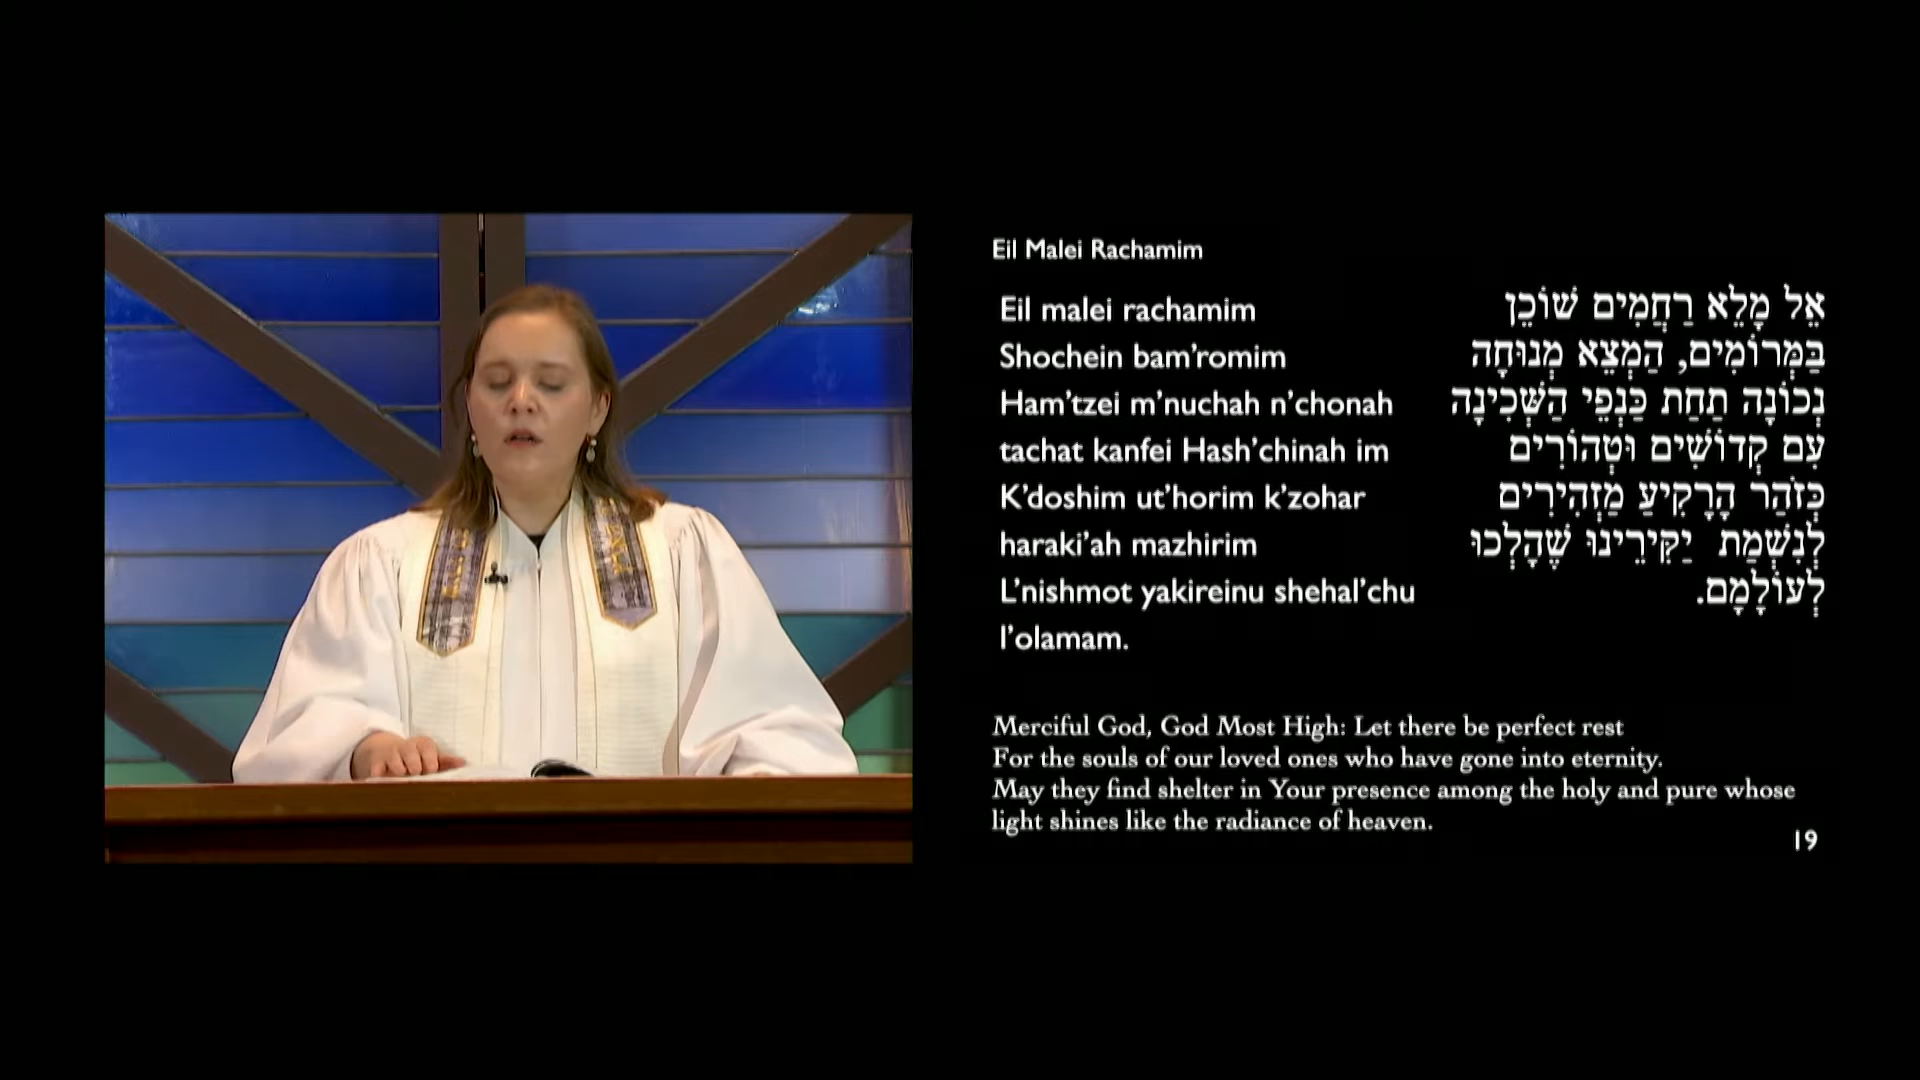 Eil Malei Rachamim
Eil malei rachamim
Shochein bam’romim
Ham’tzei m’nuchah n’chonah
tachat kanfei Hash’chinah im
K’doshim ut’horim k’zohar
haraki’ah mazhirim
L’nishmot yakireinu shehal’chu
l’olamam.
אֵל מָלֵא רַחֲמִים שׁוֹכֵן
בַּמְּרוֹמִים, הַמְצֵא מְנוּחָה
נְכוֹנָה תַּחַת כַּנְפֵי הַשְּׁכִינָה
עִם קְדוֹשִׁים וּטְהוֹרִים
כְּזֹהַר הָרָקִיעַ מַזְהִירִים
לְנִשְׁמַת יַקִּירֵינוּ שֶׁהָלְכוּ
לְעוֹלָמָם.
Merciful God, God Most High: Let there be perfect rest
For the souls of our loved ones who have gone into eternity.
May they find shelter in Your presence among the holy and pure whose
light shines like the radiance of heaven.
19